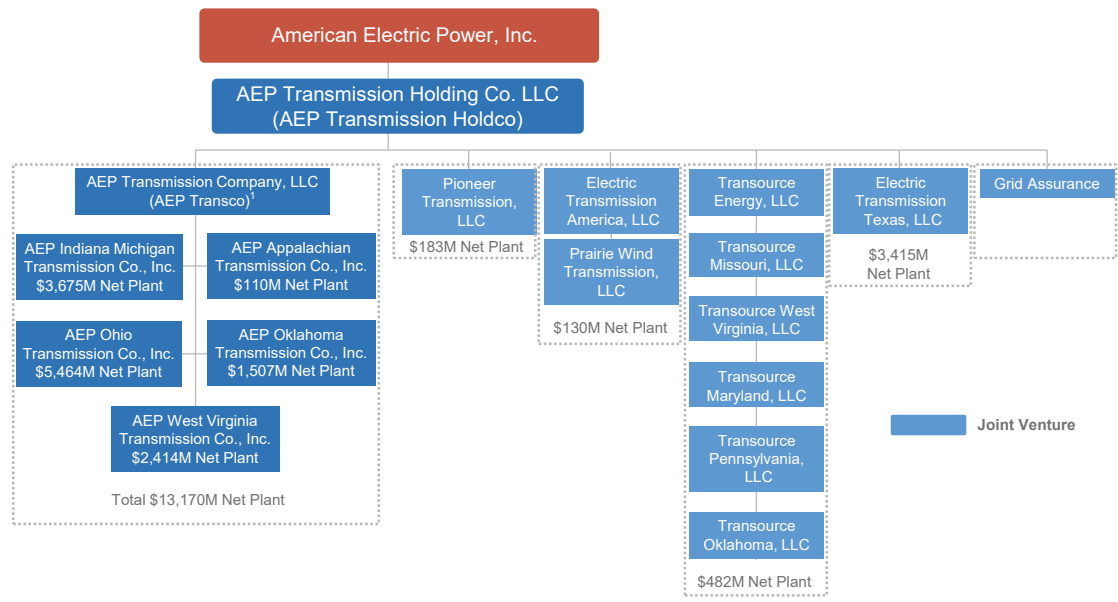 American Electric Power, Inc.
AEP Transmission Holding Co. LLC
(AEP Transmission Holdco)
AEP Transmission Company, LLC
(AEP Transco)¹
AEP Indiana Michigan
Transmission Co., Inc.
$3,675M Net Plant
AEP Appalachian
Transmission Co., Inc.
$110M Net Plant
AEP Ohio
Transmission Co., Inc.
$5,464M Net Plant
AEP Oklahoma
Transmission Co., Inc.
$1,507M Net Plant
AEP West Virginia
Transmission Co., Inc.
$2,414M Net Plant
Total $13,170M Net Plant
Pioneer
Transmission,
LLC
$183M Net Plant
Electric
Transmission
America, LLC
Prairie Wind
Transmission,
LLC
$130M Net Plant
Transource
Energy, LLC
Transource
Missouri, LLC
Transource West
Virginia, LLC
Transource
Maryland, LLC
Transource
Pennsylvania,
LLC
Transource
Oklahoma, LLC
$482M Net Plant
Electric
Transmission
Texas, LLC
$3,415M
Net Plant
Grid Assurance
Joint Venture